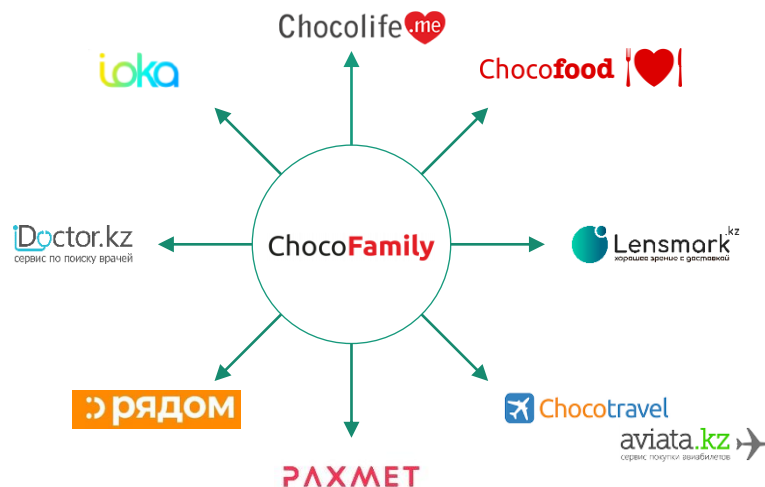 Chocolife.me
ioka
Chocofood
iDoctor.kz
сервис по поиску врачей
ChocoFamily
Lensmark.kz
хорошее зрение с доставкой
:Ɔ РЯДОМ
Chocotravel
aviata.kz
сервис покупки авиабилетов
РАХМЕТ